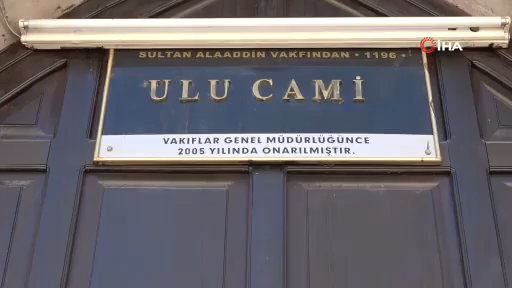 İHA
SULTAN ALAADDİN VAKFINDAN • 1196 •
ULU CAMİ
VAKIFLAR GENEL MÜDÜRLÜĞÜNCE
2005 YILINDA ONARILMIŞTIR.